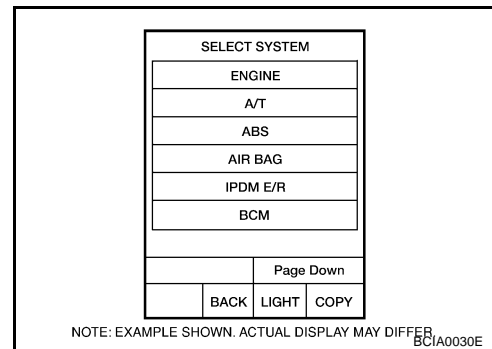 SELECT SYSTEM
ENGINE
A/T
ABS
AIR BAG
IPDM E/R
BCM
Page Down
BACK LIGHT COPY
NOTE: EXAMPLE SHOWN. ACTUAL DISPLAY MAY DIFFER.
BCIA0030E